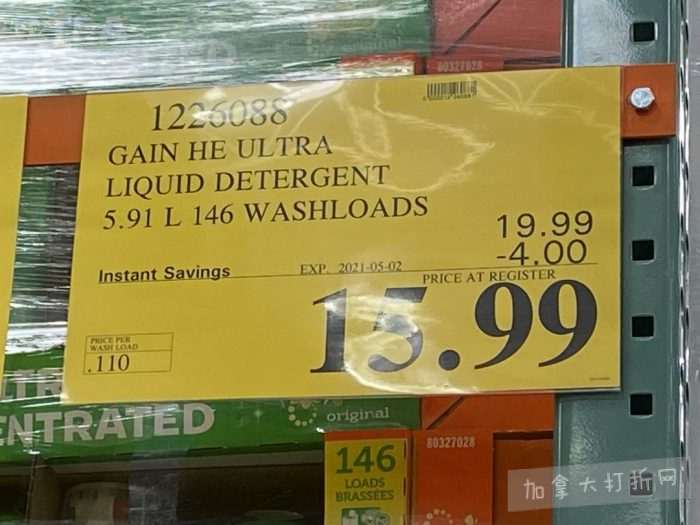 80327028
1226088
GAIN HE ULTRA
LIQUID DETERGENT
5.91 L 146 WASHLOADS
19.99
-4.00
Instant Savings
EXP. 2021-05-02
PRICE AT REGISTER
15.99
PRICE PER
WASH LOAD
.110
ENTRATED
original
146
LOADS
BRASSÉES
80327028
加拿大打折网